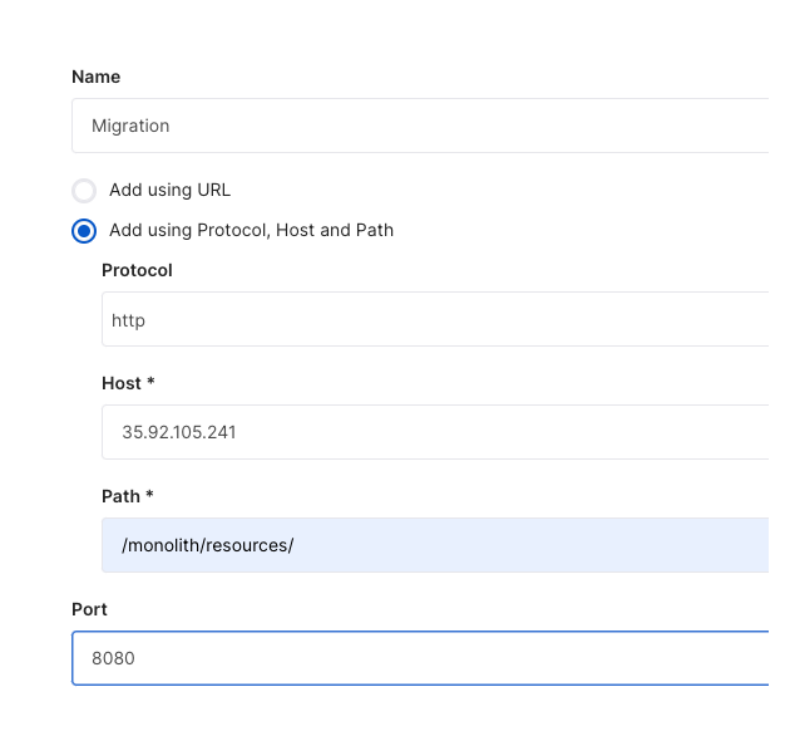 Name
Migration
Add using URL
Add using Protocol, Host and Path
Protocol
http
Host *
35.92.105.241
Path *
/monolith/resources/
Port
8080